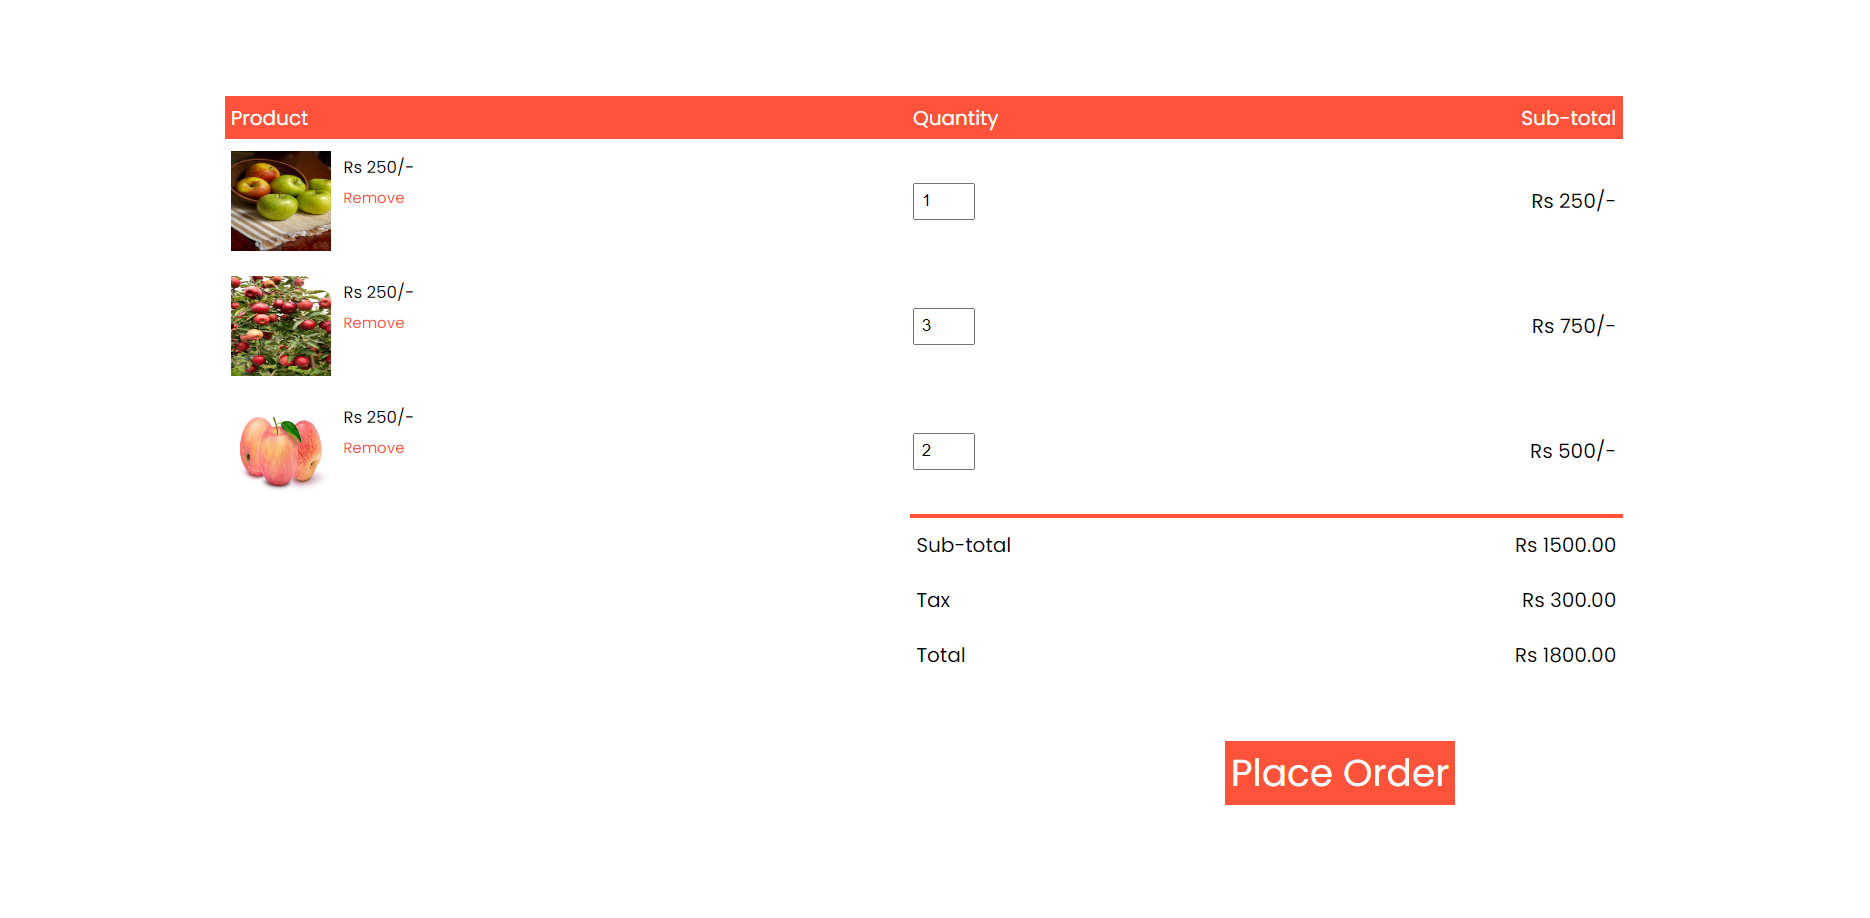 Product Quantity Sub-total
Rs 250/-
Remove
1 Rs 250/-
Rs 250/-
Remove
3 Rs 750/-
Rs 250/-
Remove
2 Rs 500/-
Sub-total Rs 1500.00
Tax Rs 300.00
Total Rs 1800.00
Place Order